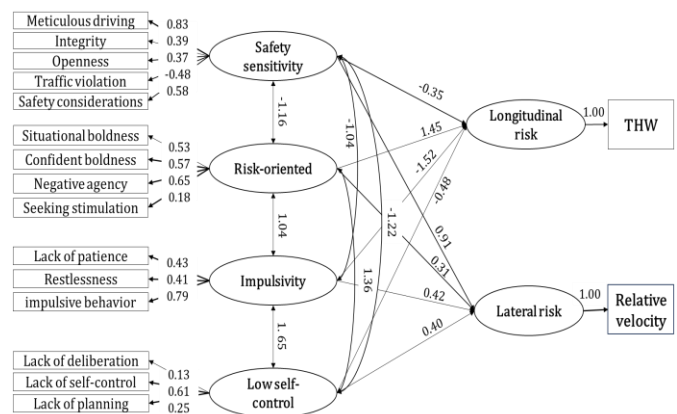 Meticulous driving
0.83
Integrity
0.39
Openness
0.37
Traffic violation
-0.48
Safety considerations
0.58
Safety
sensitivity
-1.16
Situational boldness
0.53
Confident boldness
0.57
Negative agency
0.65
Seeking stimulation
0.18
Risk-oriented
1.04
Lack of patience
0.43
Restlessness
0.41
impulsive behavior
0.79
Impulsivity
1. 65
Lack of deliberation
0.13
Lack of self-control
0.61
Lack of planning
0.25
Low self-
control
-1.04
-1.22
1.36
-0.35
1.45
-1.52
-0.48
0.91
0.31
0.42
0.40
Longitudinal
risk
1.00
THW
Lateral risk
1.00
Relative
velocity